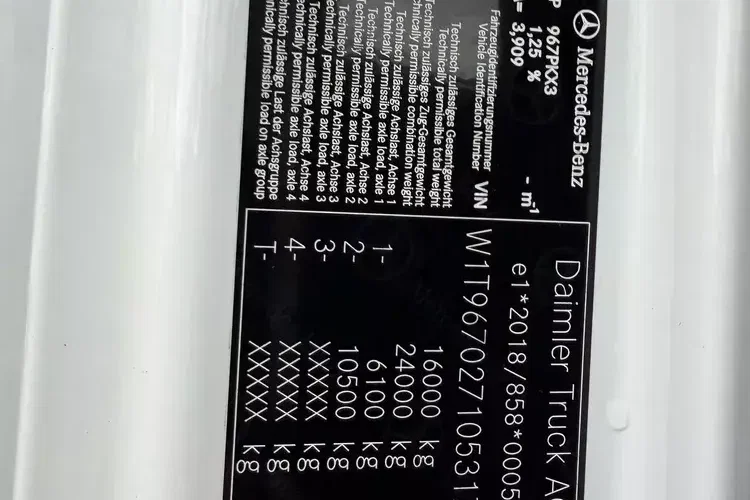 Mercedes-Benz
967PKX3
1,25 % - m⁻¹
= 3,909
Daimler Truck A
e1*2018/858*0005
Fahrzeugidentifizierungsnummer
Vehicle Identification Number VIN W1T9670271053
Technisch zulässiges Gesamtgewicht
Technically permissible total weight 16000 kg
Technisch zulässiges Zug-Gesamtgewicht
Technically permissible combination weight 24000 kg
Technisch zulässige Achslast, Achse 1
Technically permissible axle load, axle 1 1- 6100 kg
Technisch zulässige Achslast, Achse 2
Technically permissible axle load, axle 2 2- 10500 kg
Technisch zulässige Achslast, Achse 3
Technically permissible axle load, axle 3 3- XXXXX kg
Technisch zulässige Achslast, Achse 4
Technically permissible axle load, axle 4 4- XXXXX kg
Technisch zulässige Last der Achsgruppe
Technically permissible load on axle group T- XXXXX kg